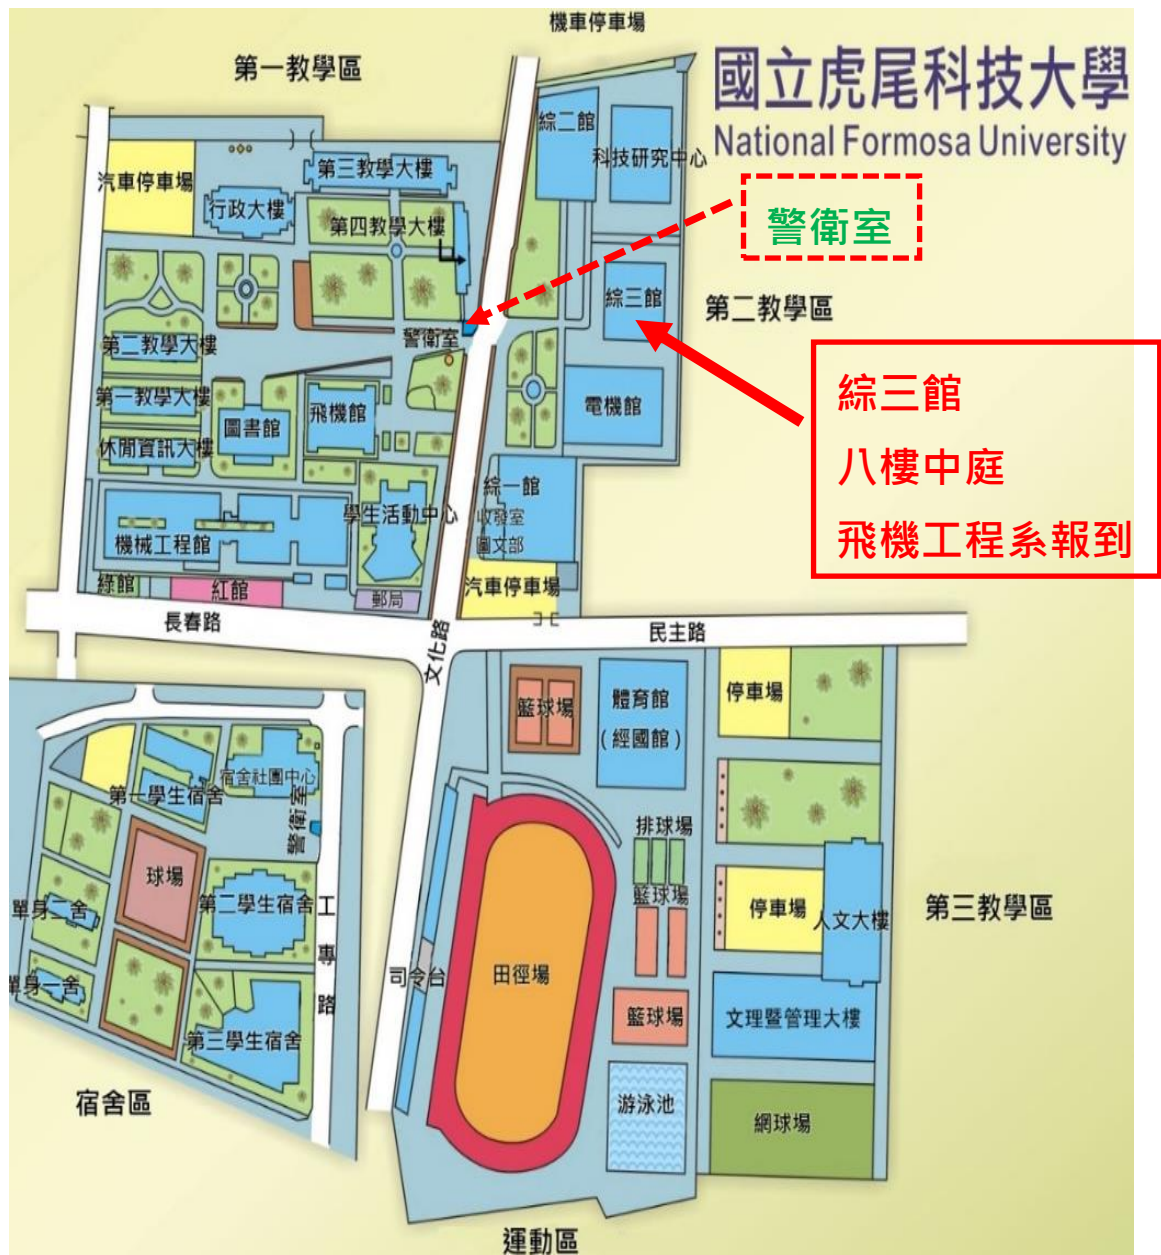 機車停車場
第一教學區
國立虎尾科技大學
National Formosa University
綜二館
科技研究中心
汽車停車場
第三教學大樓
行政大樓
第四教學大樓
警衛室
綜三館
第二教學區
警衛室
第二教學大樓
第一教學大樓
圖書館
飛機館
電機館
綜三館
八樓中庭
飛機工程系報到
休閒資訊大樓
綜一館
收發室
圖文部
學生活動中心
機械工程館
綠館
紅館
郵局
汽車停車場
長春路
文化路
民主路
籃球場
體育館
(經國館)
停車場
宿舍社團中心
第一學生宿舍
警衛室
排球場
球場
籃球場
停車場
人文大樓
第三教學區
單身二舍
第二學生宿舍
工專路
司令台
田徑場
單身一舍
籃球場
文理暨管理大樓
第三學生宿舍
宿舍區
游泳池
網球場
運動區